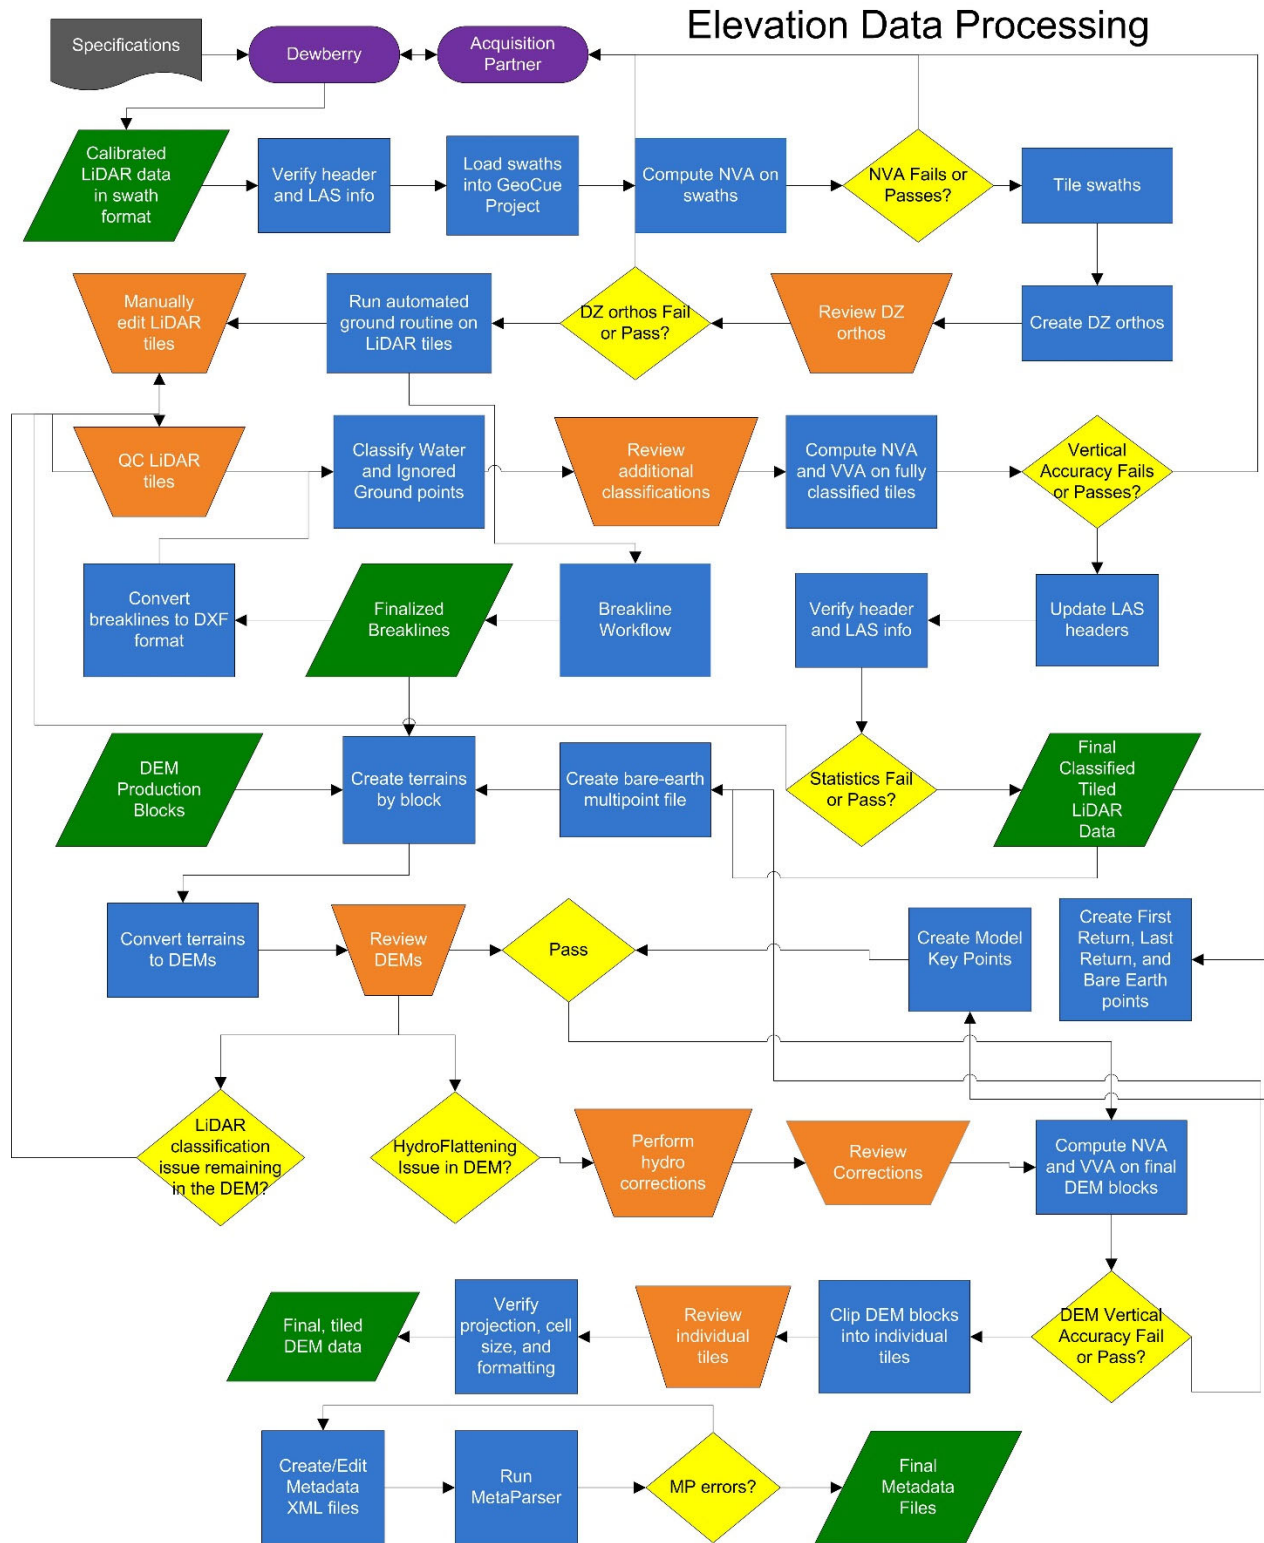 Elevation Data Processing
Specifications
Dewberry
Acquisition
Partner
Calibrated
LiDAR data
in swath
format
Verify header
and LAS info
Load swaths
into GeoCue
Project
Compute NVA on
swaths
NVA Fails or
Passes?
Tile swaths
Manually
edit LiDAR
tiles
Run automated
ground routine on
LiDAR tiles
DZ orthos Fail
or Pass?
Review DZ
orthos
Create DZ orthos
QC LiDAR
tiles
Classify Water
and Ignored
Ground points
Review
additional
classifications
Compute NVA
and VVA on fully
classified tiles
Vertical
Accuracy Fails
or Passes?
Convert
breaklines to DXF
format
Finalized
Breaklines
Breakline
Workflow
Verify header
and LAS info
Update LAS
headers
DEM
Production
Blocks
Create terrains
by block
Create bare-earth
multipoint file
Statistics Fail
or Pass?
Final
Classified
Tiled
LiDAR
Data
Convert terrains
to DEMs
Review
DEMs
Pass
Create Model
Key Points
Create First
Return, Last
Return, and
Bare Earth
points
LiDAR
classification
issue remaining
in the DEM?
HydroFlattening
Issue in DEM?
Perform
hydro
corrections
Review
Corrections
Compute NVA
and VVA on final
DEM blocks
Final, tiled
DEM data
Verify
projection, cell
size, and
formatting
Review
individual
tiles
Clip DEM blocks
into individual
tiles
DEM Vertical
Accuracy Fail
or Pass?
Create/Edit
Metadata
XML files
Run
MetaParser
MP errors?
Final
Metadata
Files